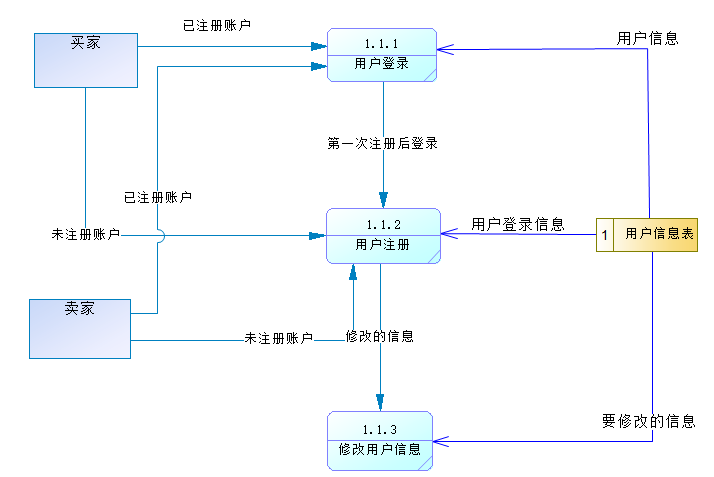 已注册账户
买家
1.1.1
用户登录
用户信息
第一次注册后登录
已注册账户
未注册账户
1.1.2
用户注册
用户登录信息
1 用户信息表
卖家
未注册账户
修改的信息
1.1.3
修改用户信息
要修改的信息